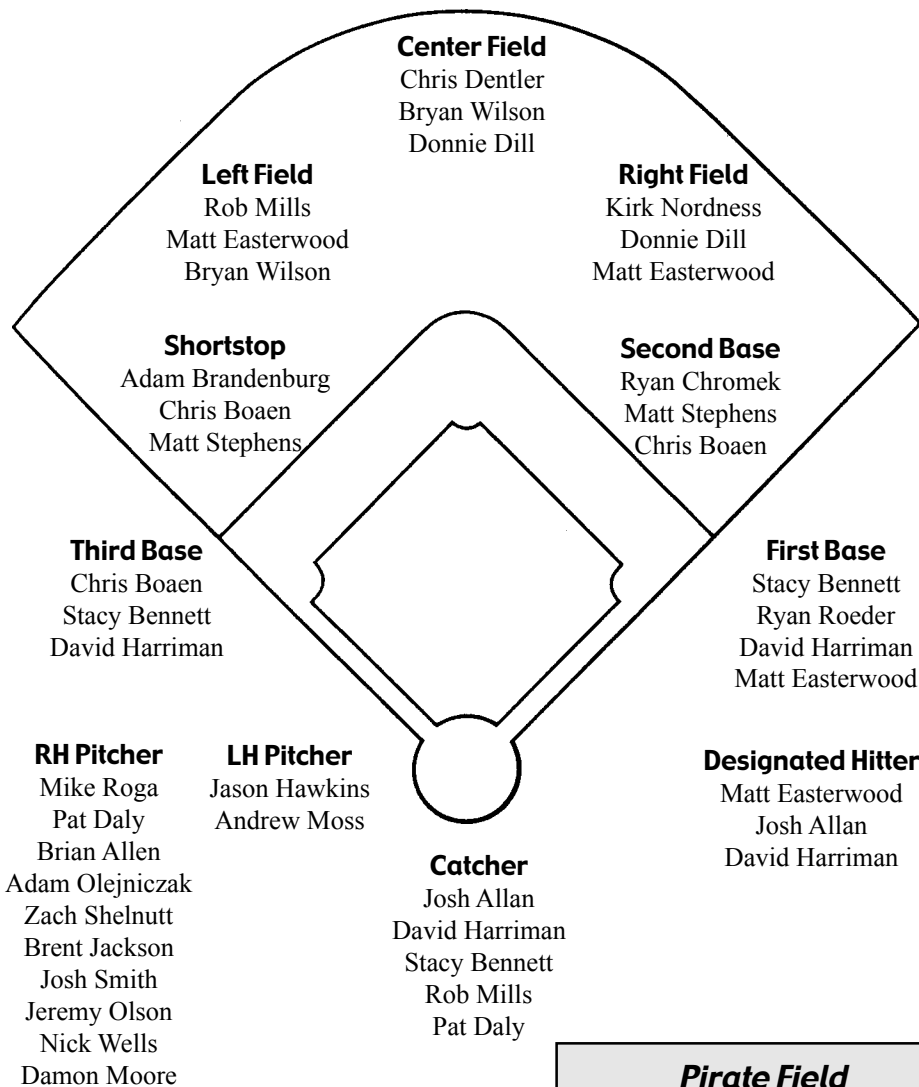 Center Field
Chris Dentler
Bryan Wilson
Donnie Dill
Left Field
Rob Mills
Matt Easterwood
Bryan Wilson
Right Field
Kirk Nordness
Donnie Dill
Matt Easterwood
Shortstop
Adam Brandenburg
Chris Boaen
Matt Stephens
Second Base
Ryan Chromek
Matt Stephens
Chris Boaen
Third Base
Chris Boaen
Stacy Bennett
David Harriman
First Base
Stacy Bennett
Ryan Roeder
David Harriman
Matt Easterwood
RH Pitcher
Mike Roga
Pat Daly
Brian Allen
Adam Olejniczak
Zach Shelnutt
Brent Jackson
Josh Smith
Jeremy Olson
Nick Wells
Damon Moore
LH Pitcher
Jason Hawkins
Andrew Moss
Catcher
Josh Allan
David Harriman
Stacy Bennett
Rob Mills
Pat Daly
Designated Hitter
Matt Easterwood
Josh Allan
David Harriman
Pirate Field